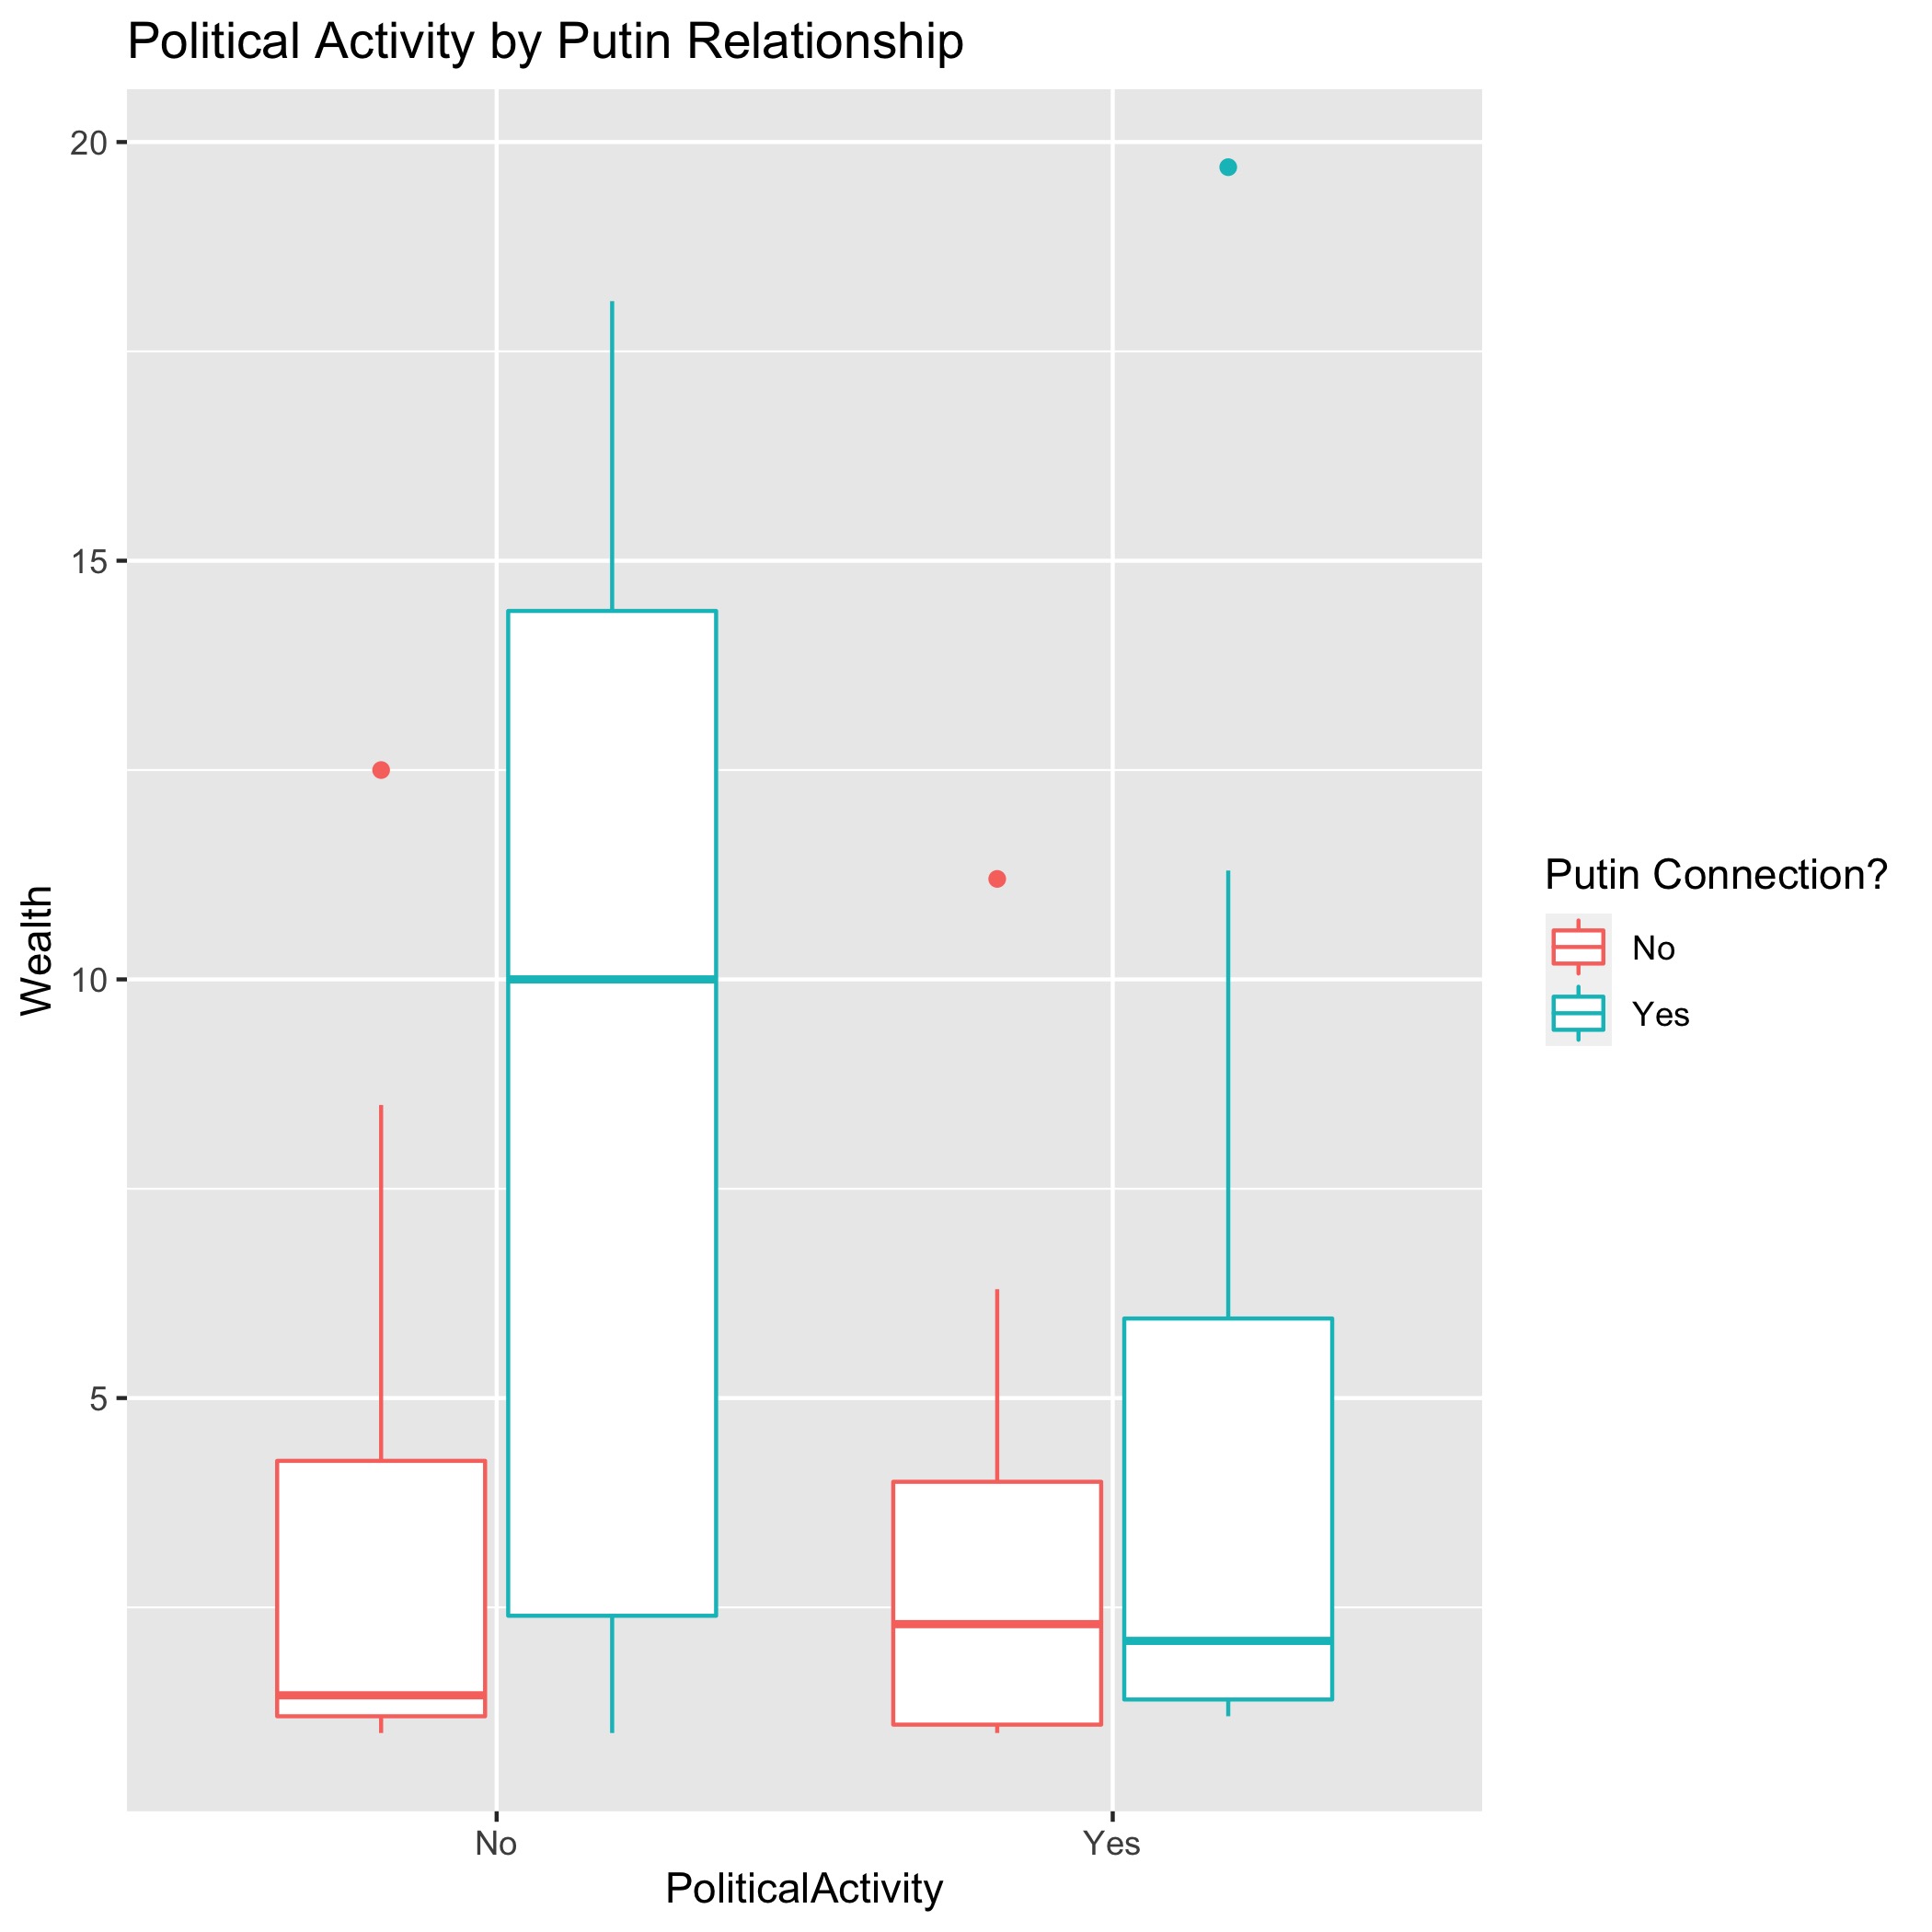 Political Activity by Putin Relationship
20
15
10
5
Wealth
No
Yes
PoliticalActivity
Putin Connection?
No
Yes